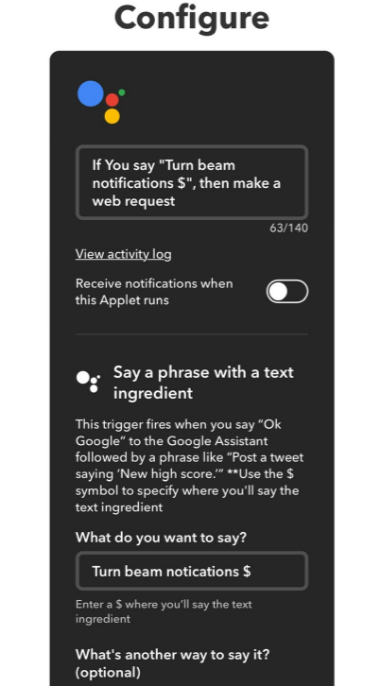 Configure
If You say "Turn beam
notifications $", then make a
web request
63/140
View activity log
Receive notifications when
this Applet runs
Say a phrase with a text
ingredient
This trigger fires when you say “Ok
Google” to the Google Assistant
followed by a phrase like “Post a tweet
saying ‘New high score.’” **Use the $
symbol to specify where you'll say the
text ingredient
What do you want to say?
Turn beam notications $
Enter a $ where you'll say the text
ingredient
What's another way to say it?
(optional)